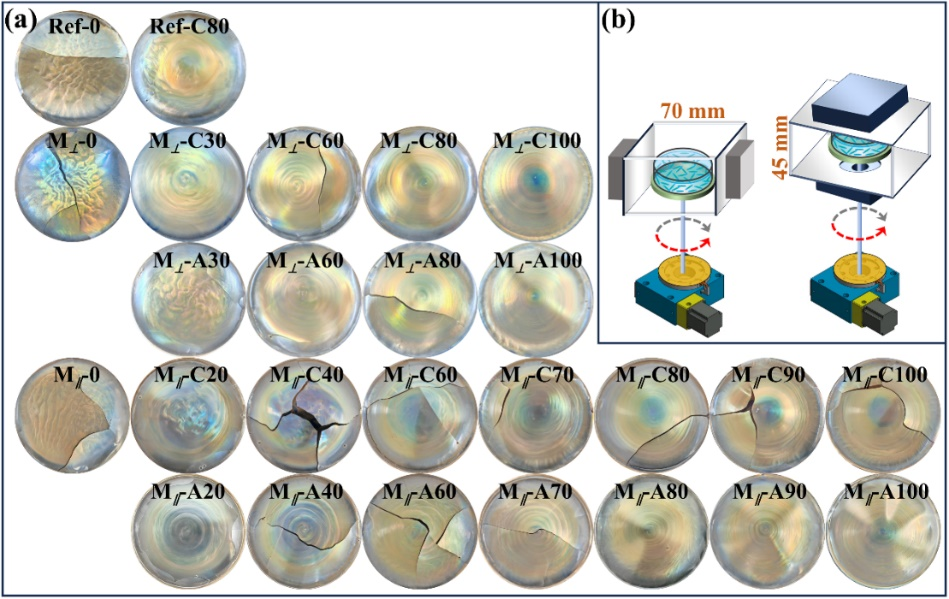 (a)
Ref-0 Ref-C80
M⊥-0 M⊥-C30 M⊥-C60 M⊥-C80 M⊥-C100
M⊥-A30 M⊥-A60 M⊥-A80 M⊥-A100
M∥-0 M∥-C20 M∥-C40 M∥-C60 M∥-C70 M∥-C80 M∥-C90 M∥-C100
M∥-A20 M∥-A40 M∥-A60 M∥-A70 M∥-A80 M∥-A90 M∥-A100
(b)
70 mm
45 mm